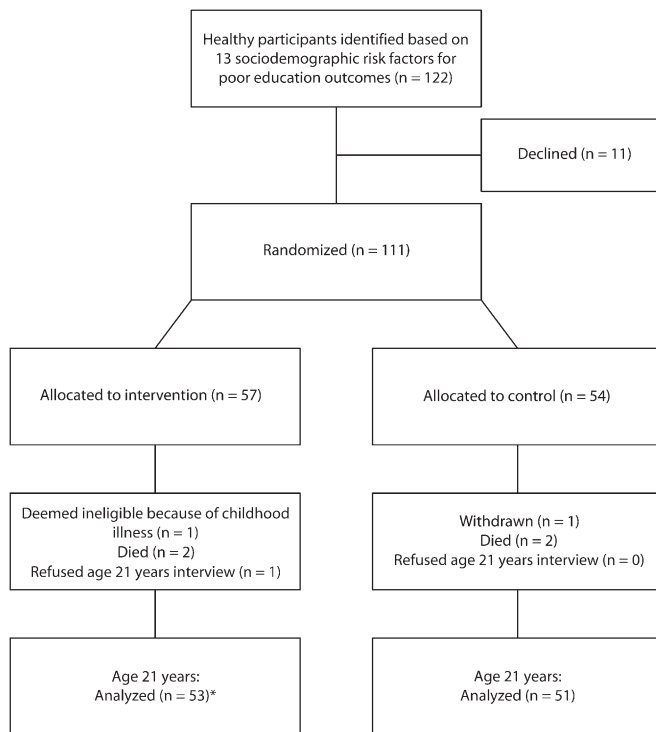 Healthy participants identified based on
13 sociodemographic risk factors for
poor education outcomes (n = 122)
Declined (n = 11)
Randomized (n = 111)
Allocated to intervention (n = 57)
Allocated to control (n = 54)
Deemed ineligible because of childhood
illness (n = 1)
Died (n = 2)
Refused age 21 years interview (n = 1)
Withdrawn (n = 1)
Died (n = 2)
Refused age 21 years interview (n = 0)
Age 21 years:
Analyzed (n = 53)*
Age 21 years:
Analyzed (n = 51)